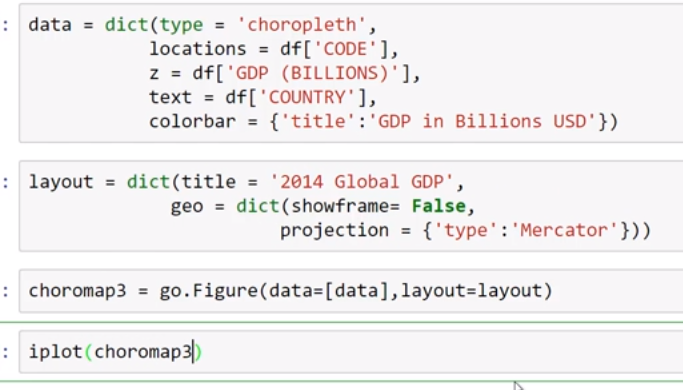 : data = dict(type = 'choropleth',
locations = df['CODE'],
z = df['GDP (BILLIONS)'],
text = df['COUNTRY'],
colorbar = {'title':'GDP in Billions USD'})
: layout = dict(title = '2014 Global GDP',
geo = dict(showframe= False,
projection = {'type':'Mercator'}))
: choromap3 = go.Figure(data=[data],layout=layout)
: iplot(choromap3)